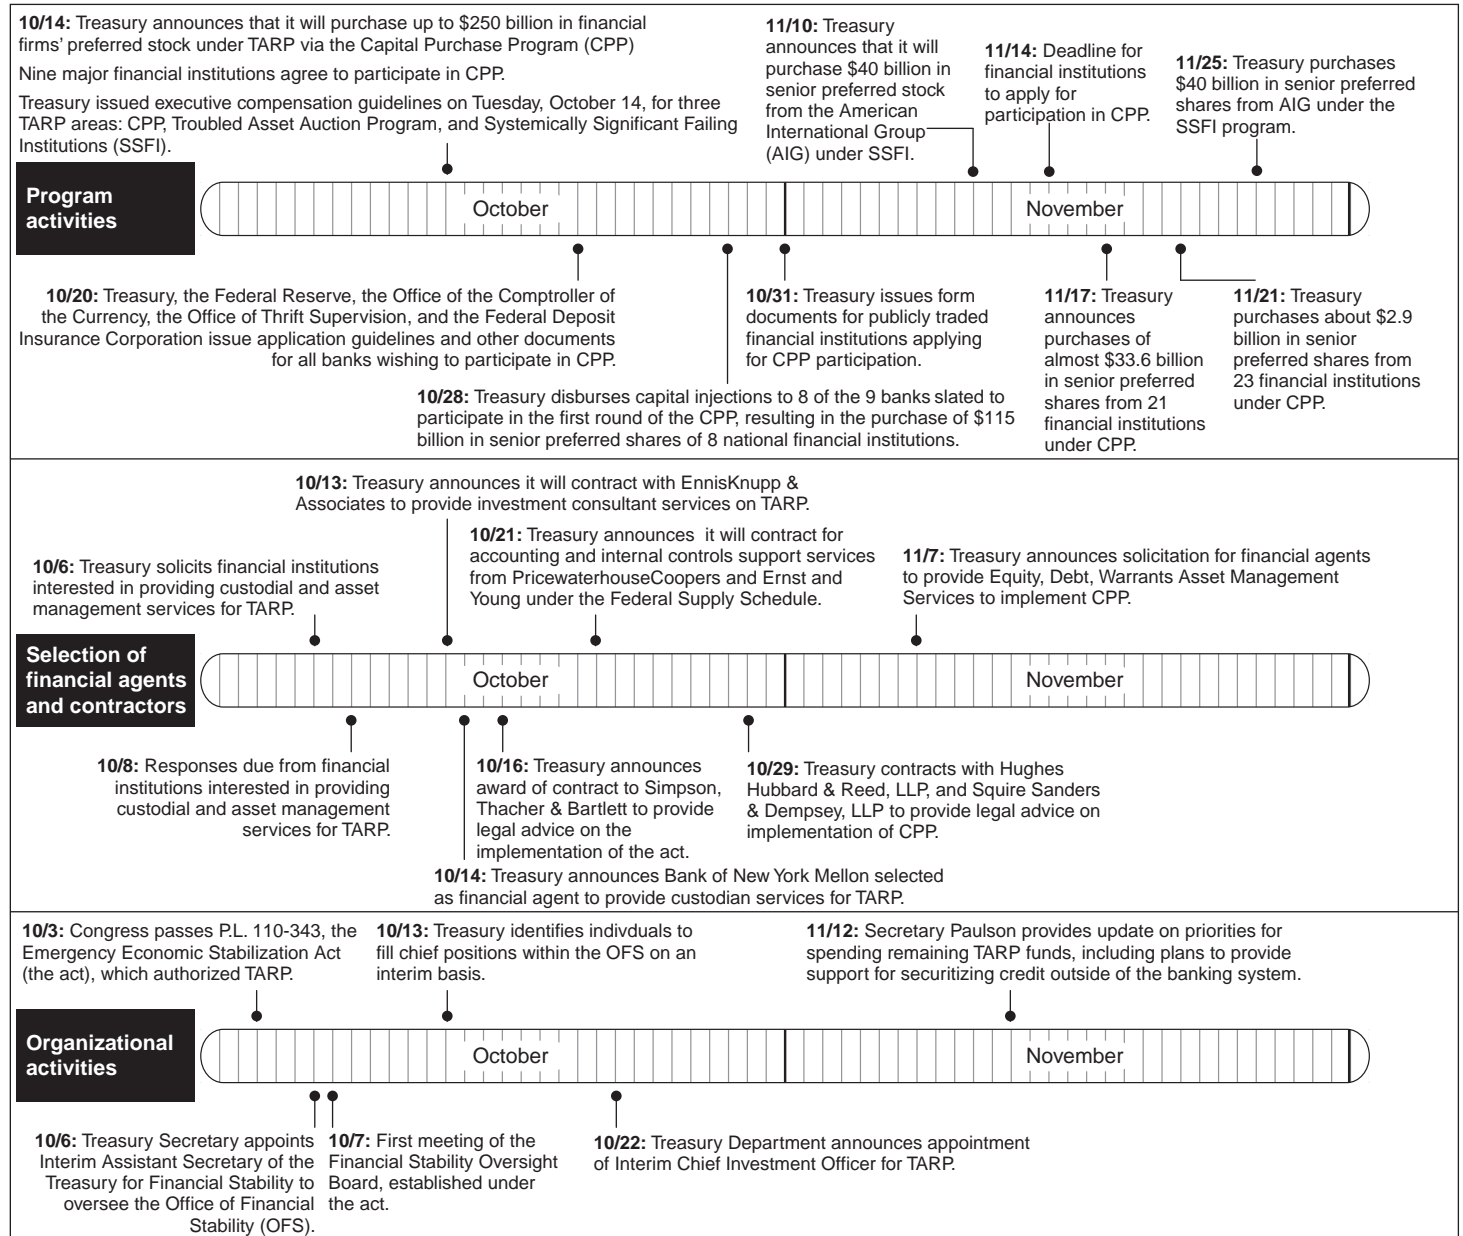 10/14: Treasury announces that it will purchase up to $250 billion in financial
firms' preferred stock under TARP via the Capital Purchase Program (CPP)
Nine major financial institutions agree to participate in CPP.
Treasury issued executive compensation guidelines on Tuesday, October 14, for three
TARP areas: CPP, Troubled Asset Auction Program, and Systemically Significant Failing
Institutions (SSFI).
11/10: Treasury
announces that it will
purchase $40 billion in
senior preferred stock
from the American
International Group
(AIG) under SSFI.
11/14: Deadline for
financial institutions
to apply for
participation in CPP.
11/25: Treasury purchases
$40 billion in senior preferred
shares from AIG under the
SSFI program.
Program
activities
October
November
10/20: Treasury, the Federal Reserve, the Office of the Comptroller of
the Currency, the Office of Thrift Supervision, and the Federal Deposit
Insurance Corporation issue application guidelines and other documents
for all banks wishing to participate in CPP.
10/28: Treasury disburses capital injections to 8 of the 9 banks slated to
participate in the first round of the CPP, resulting in the purchase of $115
billion in senior preferred shares of 8 national financial institutions.
10/31: Treasury issues form
documents for publicly traded
financial institutions applying
for CPP participation.
11/17: Treasury
announces
purchases of
almost $33.6 billion
in senior preferred
shares from 21
financial institutions
under CPP.
11/21: Treasury
purchases about $2.9
billion in senior
preferred shares from
23 financial institutions
under CPP.
10/13: Treasury announces it will contract with EnnisKnupp &
Associates to provide investment consultant services on TARP.
10/6: Treasury solicits financial institutions
interested in providing custodial and asset
management services for TARP.
10/21: Treasury announces it will contract for
accounting and internal controls support services
from PricewaterhouseCoopers and Ernst and
Young under the Federal Supply Schedule.
11/7: Treasury announces solicitation for financial agents
to provide Equity, Debt, Warrants Asset Management
Services to implement CPP.
Selection of
financial agents
and contractors
October
November
10/8: Responses due from financial
institutions interested in providing
custodial and asset management
services for TARP.
10/16: Treasury announces
award of contract to Simpson,
Thacher & Bartlett to provide
legal advice on the
implementation of the act.
10/29: Treasury contracts with Hughes
Hubbard & Reed, LLP, and Squire Sanders
& Dempsey, LLP to provide legal advice on
implementation of CPP.
10/14: Treasury announces Bank of New York Mellon selected
as financial agent to provide custodian services for TARP.
10/3: Congress passes P.L. 110-343, the
Emergency Economic Stabilization Act
(the act), which authorized TARP.
10/13: Treasury identifies indivduals to
fill chief positions within the OFS on an
interim basis.
11/12: Secretary Paulson provides update on priorities for
spending remaining TARP funds, including plans to provide
support for securitizing credit outside of the banking system.
Organizational
activities
October
November
10/6: Treasury Secretary appoints
Interim Assistant Secretary of the
Treasury for Financial Stability to
oversee the Office of Financial
Stability (OFS).
10/7: First meeting of the
Financial Stability Oversight
Board, established under
the act.
10/22: Treasury Department announces appointment
of Interim Chief Investment Officer for TARP.